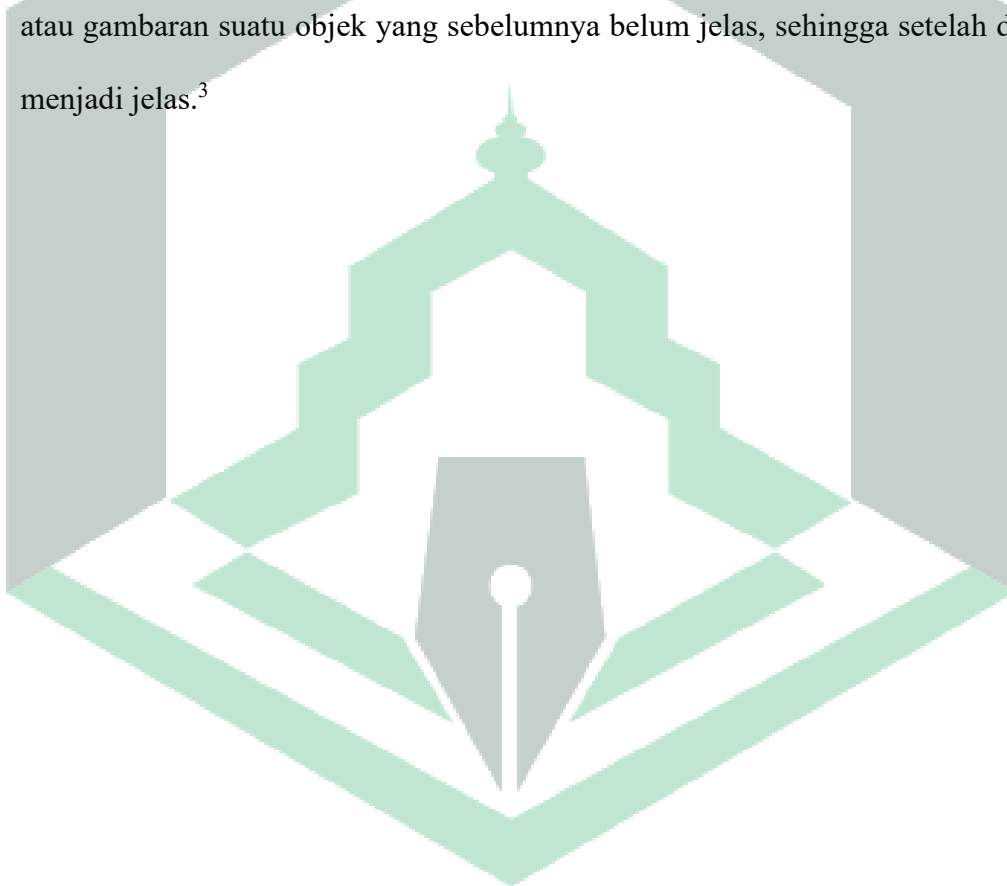 atau gambaran suatu objek yang sebelumnya belum jelas, sehingga setelah
menjadi jelas.³